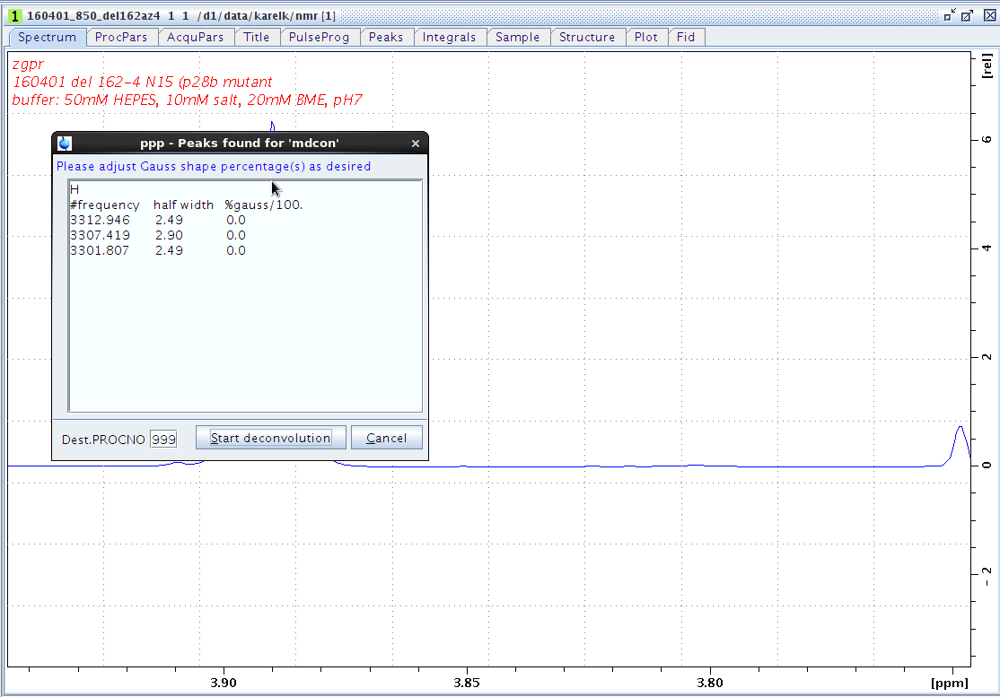 1 160401_850_del162az4 1 1 /d1/data/karelk/nmr [1]
Spectrum ProcPars AcquPars Title PulseProg Peaks Integrals Sample Structure Plot Fid
zgpr
160401 del 162-4 N15 (p28b mutant
buffer: 50mM HEPES, 10mM salt, 20mM BME, pH7
[rel]
6
4
2
0
- 2
ppp - Peaks found for 'mdcon'
Please adjust Gauss shape percentage(s) as desired
H
#frequency half width %gauss/100.
3312.946 2.49 0.0
3307.419 2.90 0.0
3301.807 2.49 0.0
Dest.PROCNO 999 Start deconvolution Cancel
3.90 3.85 3.80 [ppm]